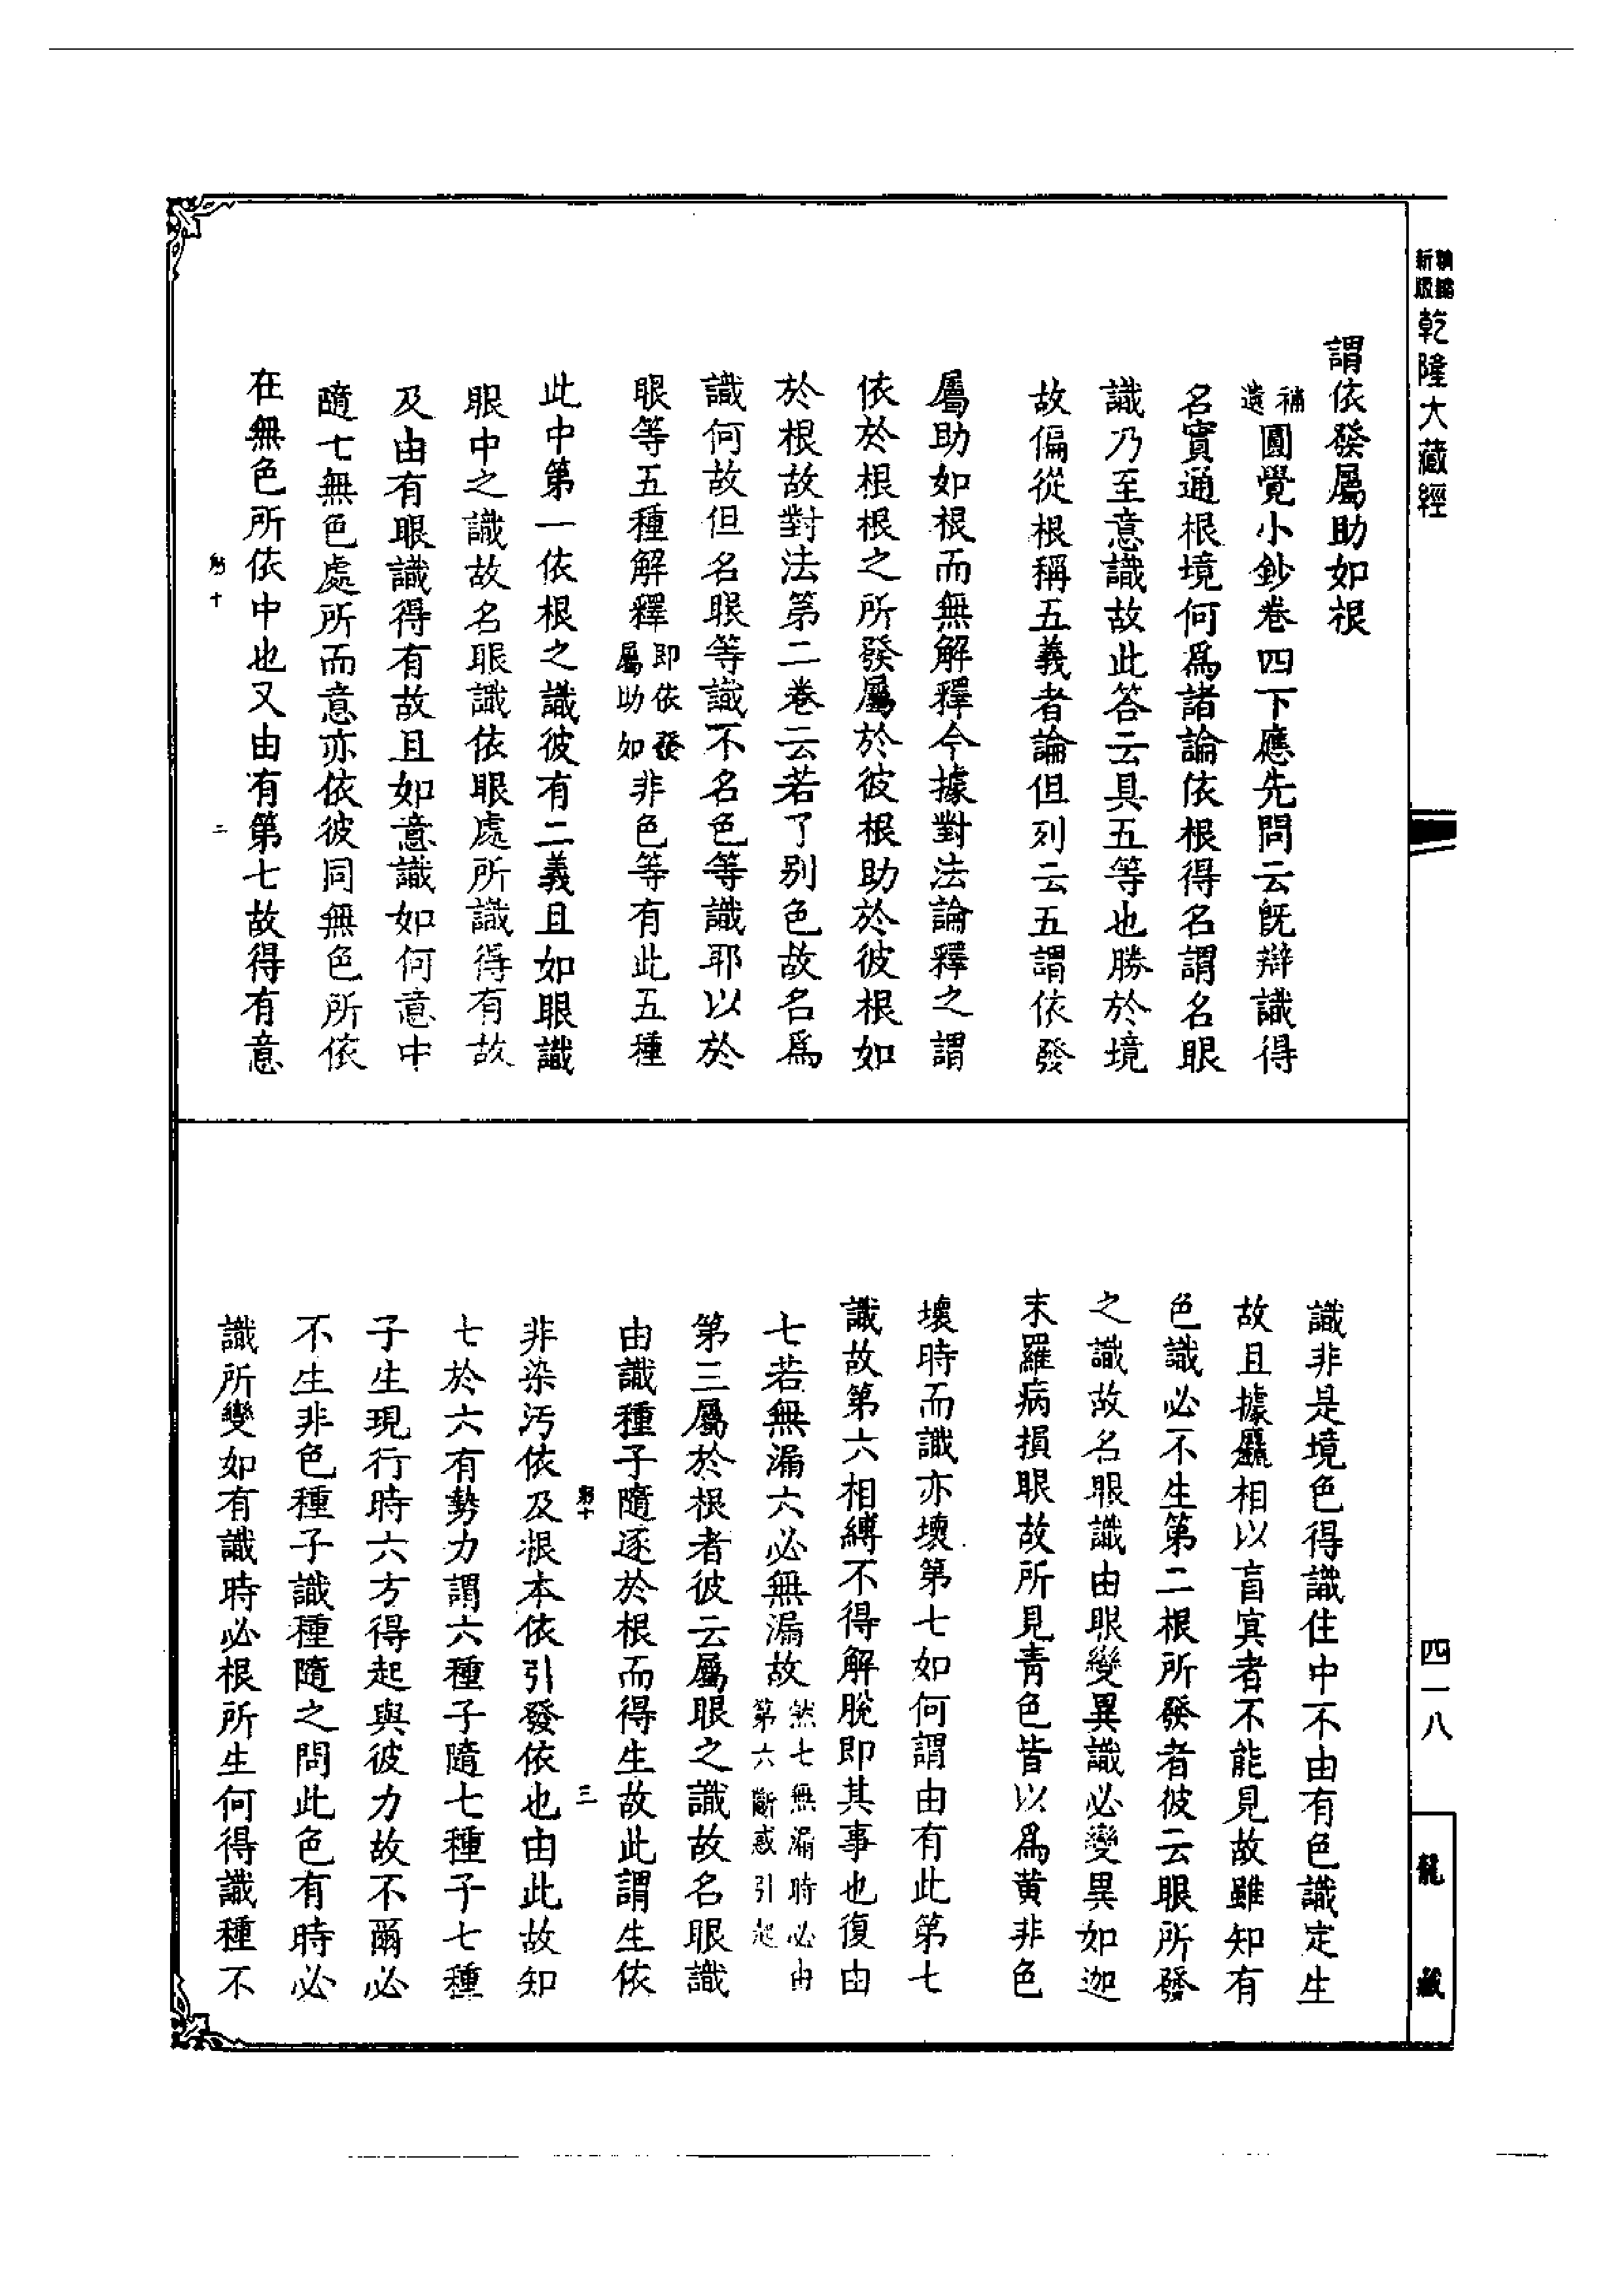 新版精縮 乾隆大藏經
謂依發屬助如根
補遺圓覺小鈔卷四下應先問云旣辯識得
名實通根境何爲諸論依根得名謂名眼
識乃至意識故此答云具五等也勝於境
故偏從根稱五義者論但列云五謂依發
屬助如根而無解釋今據對法論釋之謂
依於根根之所發屬於彼根助於彼根如
於根故對法第二卷云若了別色故名爲
識何故但名眼等識不名色等識耶以於
眼等五種解釋即依發屬助如非色等有此五種
此中第一依根之識彼有二義且如眼識
眼中之識故名眼識依眼處所識得有故
及由有眼識得有故且如意識如何意中
隨七無色處所而意亦依彼同無色所依
在無色所依中也又由有第七故得有意
十 二
識非是境色得識住中不由有色識定生
故且據麤相以盲冥者不能見故雖知有
色識必不生第二根所發者彼云眼所發
之識故名眼識由眼變異識必變異如迦
末羅病損眼故所見青色皆以爲黃非色
壞時而識亦壞第七如何謂由有此第七
識故第六相縛不得解脫即其事也復由
七若無漏六必無漏故然七無漏時必由第六斷惑引起
第三屬於根者彼云屬眼之識故名眼識
由識種子隨逐於根而得生故此謂生依
十 三
非染汚依及根本依引發依也由此故知
七於六有勢力謂六種子隨七種子七種
子生現行時六方得起與彼力故不爾必
不生非色種子識種隨之問此色有時必
識所變如有識時必根所生何得識種不
四一八
龍藏